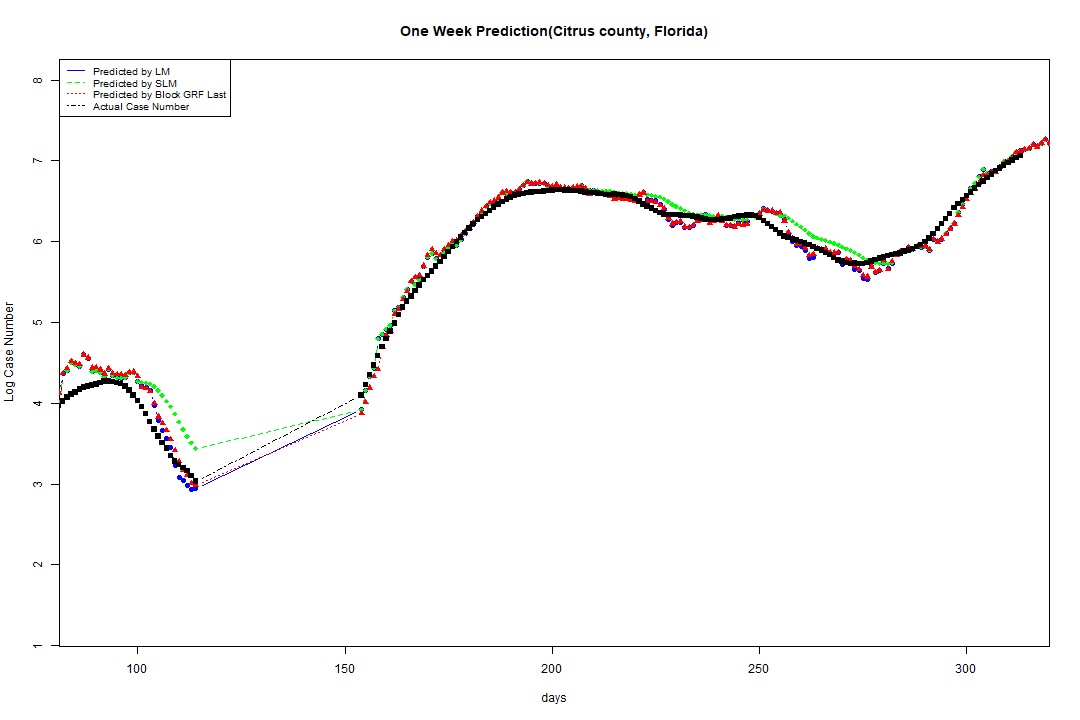 One Week Prediction(Citrus county, Florida)
Predicted by LM
Predicted by SLM
Predicted by Block GRF Last
Actual Case Number
Log Case Number
8
7
6
5
4
3
2
1
100 150 200 250 300
days